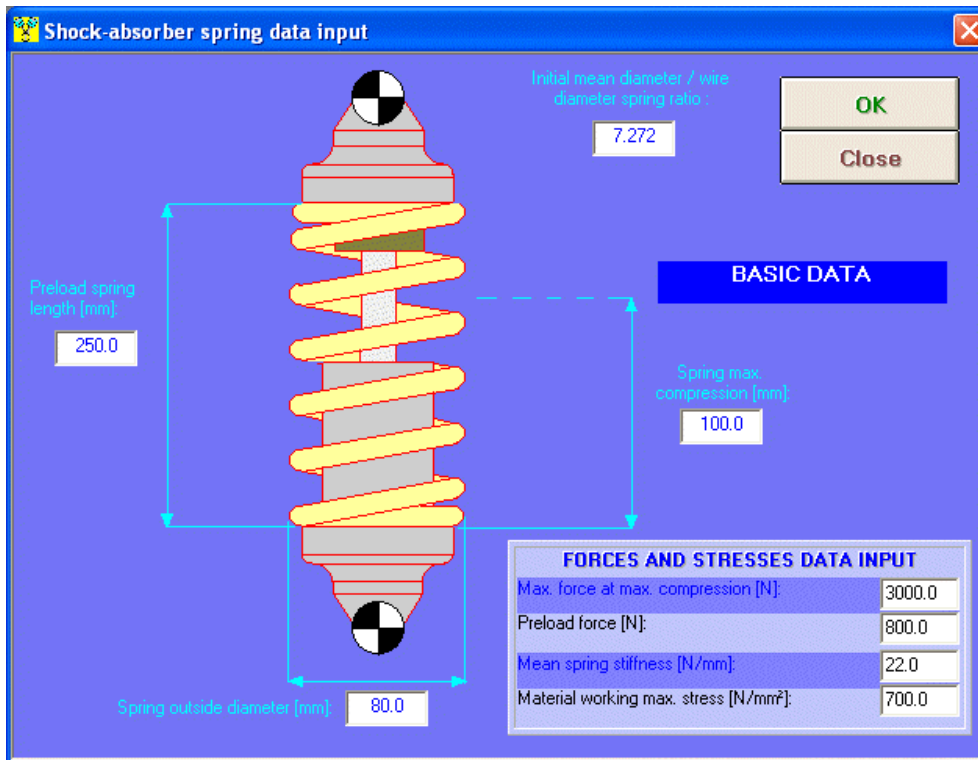 Shock-absorber spring data input
Initial mean diameter / wire
diameter spring ratio :
7.272
OK
Close
BASIC DATA
Preload spring
length [mm]:
250.0
Spring max.
compression [mm]:
100.0
FORCES AND STRESSES DATA INPUT
Max. force at max. compression [N]: 3000.0
Preload force [N]: 800.0
Mean spring stiffness [N/mm]: 22.0
Material working max. stress [N/mm²]: 700.0
Spring outside diameter [mm]: 80.0